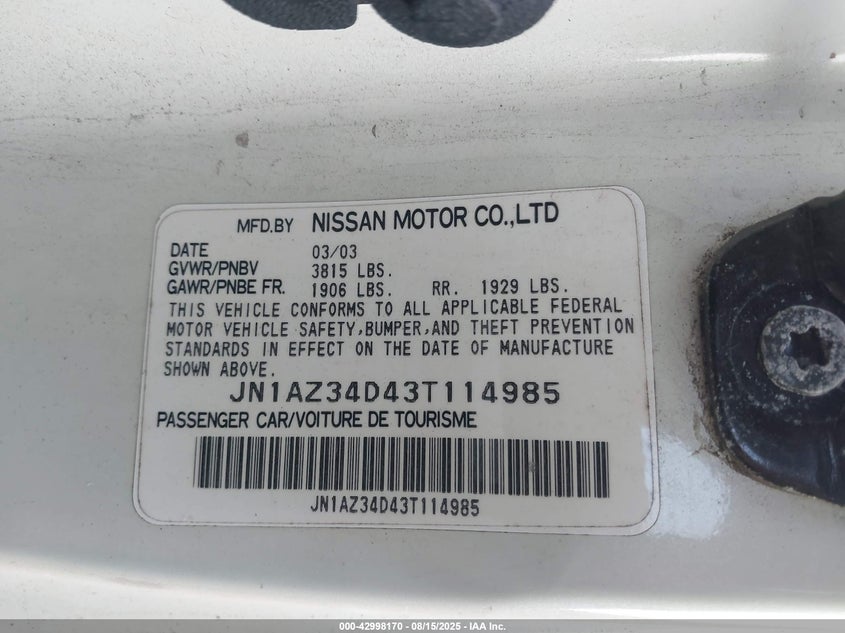 MFD.BY NISSAN MOTOR CO.,LTD
DATE 03/03
GVWR/PNBV 3815 LBS.
GAWR/PNBE FR. 1906 LBS. RR. 1929 LBS.
THIS VEHICLE CONFORMS TO ALL APPLICABLE FEDERAL
MOTOR VEHICLE SAFETY,BUMPER,AND THEFT PREVENTION
STANDARDS IN EFFECT ON THE DATE OF MANUFACTURE
SHOWN ABOVE.
JN1AZ34D43T114985
PASSENGER CAR/VOITURE DE TOURISME
JN1AZ34D43T114985
000-42998170 - 08/15/2025 - IAA Inc.